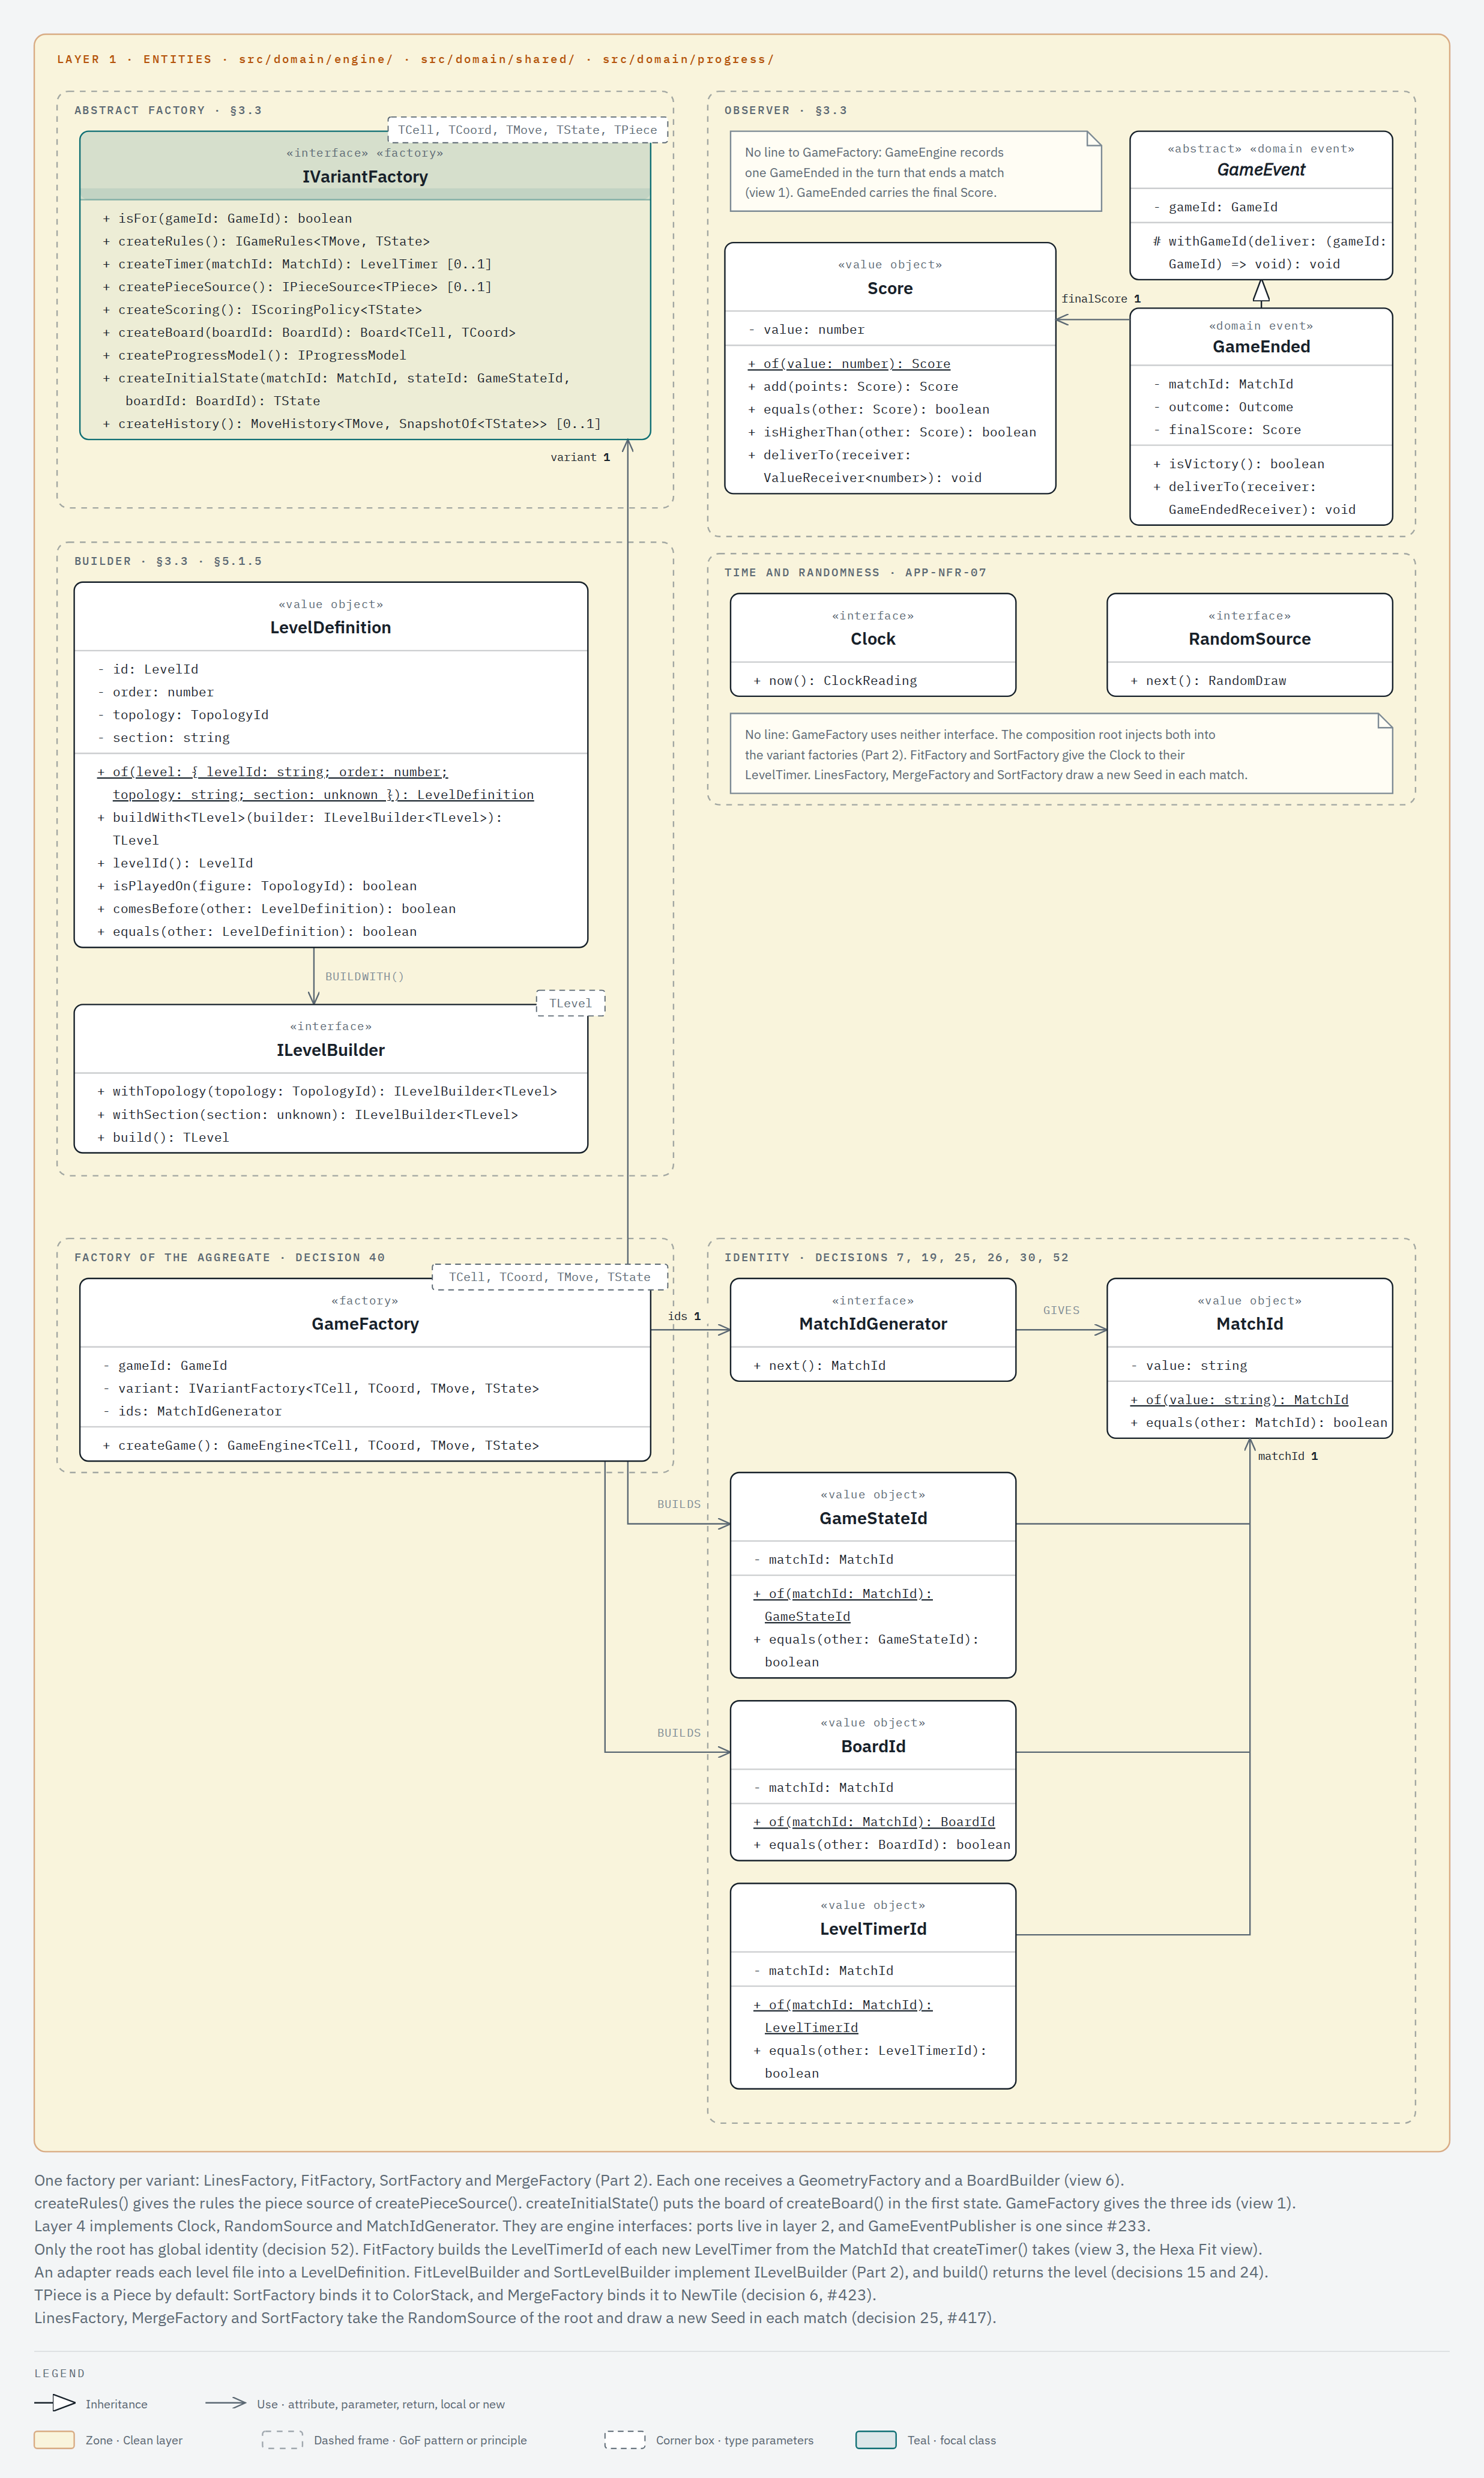 LAYER 1 · ENTITIES · src/domain/engine/ · src/domain/shared/ · src/domain/progress/
ABSTRACT FACTORY · §3.3
TCell, TCoord, TMove, TState, TPiece
«interface» «factory»
IVariantFactory
+ isFor(gameId: GameId): boolean
+ createRules(): IGameRules<TMove, TState>
+ createTimer(matchId: MatchId): LevelTimer [0..1]
+ createPieceSource(): IPieceSource<TPiece> [0..1]
+ createScoring(): IScoringPolicy<TState>
+ createBoard(boardId: BoardId): Board<TCell, TCoord>
+ createProgressModel(): IProgressModel
+ createInitialState(matchId: MatchId, stateId: GameStateId,
boardId: BoardId): TState
+ createHistory(): MoveHistory<TMove, SnapshotOf<TState>> [0..1]
variant 1
OBSERVER · §3.3
No line to GameFactory: GameEngine records
one GameEnded in the turn that ends a match
(view 1). GameEnded carries the final Score.
«abstract» «domain event»
GameEvent
- gameId: GameId
# withGameId(deliver: (gameId:
GameId) => void): void
«value object»
Score
- value: number
+ of(value: number): Score
+ add(points: Score): Score
+ equals(other: Score): boolean
+ isHigherThan(other: Score): boolean
+ deliverTo(receiver:
ValueReceiver<number>): void
finalScore 1
«domain event»
GameEnded
- matchId: MatchId
- outcome: Outcome
- finalScore: Score
+ isVictory(): boolean
+ deliverTo(receiver:
GameEndedReceiver): void
BUILDER · §3.3 · §5.1.5
«value object»
LevelDefinition
- id: LevelId
- order: number
- topology: TopologyId
- section: string
+ of(level: { levelId: string; order: number;
topology: string; section: unknown }): LevelDefinition
+ buildWith<TLevel>(builder: ILevelBuilder<TLevel>):
TLevel
+ levelId(): LevelId
+ isPlayedOn(figure: TopologyId): boolean
+ comesBefore(other: LevelDefinition): boolean
+ equals(other: LevelDefinition): boolean
BUILDWITH()
TLevel
«interface»
ILevelBuilder
+ withTopology(topology: TopologyId): ILevelBuilder<TLevel>
+ withSection(section: unknown): ILevelBuilder<TLevel>
+ build(): TLevel
TIME AND RANDOMNESS · APP-NFR-07
«interface»
Clock
+ now(): ClockReading
«interface»
RandomSource
+ next(): RandomDraw
No line: GameFactory uses neither interface. The composition root injects both into
the variant factories (Part 2). FitFactory and SortFactory give the Clock to their
LevelTimer. LinesFactory, MergeFactory and SortFactory draw a new Seed in each match.
FACTORY OF THE AGGREGATE · DECISION 40
TCell, TCoord, TMove, TState
«factory»
GameFactory
- gameId: GameId
- variant: IVariantFactory<TCell, TCoord, TMove, TState>
- ids: MatchIdGenerator
+ createGame(): GameEngine<TCell, TCoord, TMove, TState>
ids 1
BUILDS
BUILDS
IDENTITY · DECISIONS 7, 19, 25, 26, 30, 52
«interface»
MatchIdGenerator
+ next(): MatchId
GIVES
«value object»
MatchId
- value: string
+ of(value: string): MatchId
+ equals(other: MatchId): boolean
matchId 1
«value object»
GameStateId
- matchId: MatchId
+ of(matchId: MatchId):
GameStateId
+ equals(other: GameStateId):
boolean
«value object»
BoardId
- matchId: MatchId
+ of(matchId: MatchId): BoardId
+ equals(other: BoardId): boolean
«value object»
LevelTimerId
- matchId: MatchId
+ of(matchId: MatchId):
LevelTimerId
+ equals(other: LevelTimerId):
boolean
One factory per variant: LinesFactory, FitFactory, SortFactory and MergeFactory (Part 2). Each one receives a GeometryFactory and a BoardBuilder (view 6).
createRules() gives the rules the piece source of createPieceSource(). createInitialState() puts the board of createBoard() in the first state. GameFactory gives the three ids (view 1).
Layer 4 implements Clock, RandomSource and MatchIdGenerator. They are engine interfaces: ports live in layer 2, and GameEventPublisher is one since #233.
Only the root has global identity (decision 52). FitFactory builds the LevelTimerId of each new LevelTimer from the MatchId that createTimer() takes (view 3, the Hexa Fit view).
An adapter reads each level file into a LevelDefinition. FitLevelBuilder and SortLevelBuilder implement ILevelBuilder (Part 2), and build() returns the level (decisions 15 and 24).
TPiece is a Piece by default: SortFactory binds it to ColorStack, and MergeFactory binds it to NewTile (decision 6, #423).
LinesFactory, MergeFactory and SortFactory take the RandomSource of the root and draw a new Seed in each match (decision 25, #417).
LEGEND
Inheritance
Use · attribute, parameter, return, local or new
Zone · Clean layer
Dashed frame · GoF pattern or principle
Corner box · type parameters
Teal · focal class